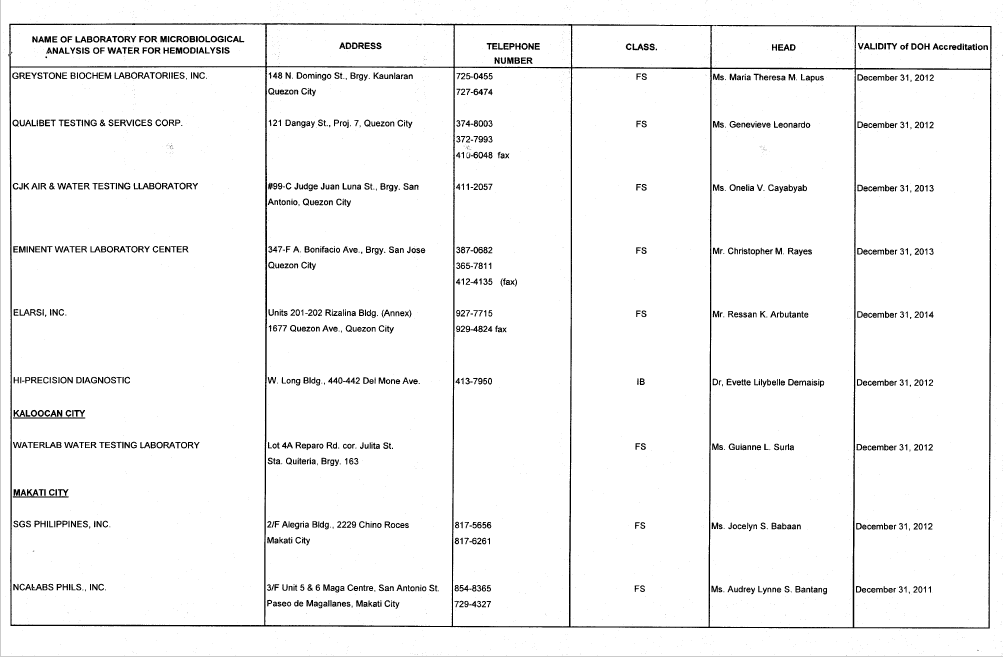 NAME OF LABORATORY FOR MICROBIOLOGICAL ANALYSIS OF WATER FOR HEMODIALYSIS ADDRESS TELEPHONE NUMBER CLASS. HEAD VALIDITY of DOH Accreditation
GREYSTONE BIOCHEM LABORATORIIES, INC. 148 N. Domingo St., Brgy. Kaunlaran 725-0455 FS Ms. Maria Theresa M. Lapus December 31, 2012
Quezon City 727-6474
QUALIBET TESTING & SERVICES CORP. 121 Dangay St., Proj. 7, Quezon City 374-8003 FS Ms. Genevieve Leonardo December 31, 2012
372-7993
410-6048 fax
CJK AIR & WATER TESTING LLABORATORY #99-C Judge Juan Luna St., Brgy. San 411-2057 FS Ms. Onelia V. Cayabyab December 31, 2013
Antonio, Quezon City
EMINENT WATER LABORATORY CENTER 347-F A. Bonifacio Ave., Brgy. San Jose 387-0682 FS Mr. Christopher M. Rayes December 31, 2013
Quezon City 365-7811
412-4135 (fax)
ELARSI, INC. Units 201-202 Rizalina Bldg. (Annex) 927-7715 FS Mr. Ressan K. Arbutante December 31, 2014
1677 Quezon Ave., Quezon City 929-4824 fax
HI-PRECISION DIAGNOSTIC W. Long Bldg., 440-442 Del Mone Ave. 413-7950 IB Dr, Evette Lilybelle Demaisip December 31, 2012
KALOOCAN CITY
WATERLAB WATER TESTING LABORATORY Lot 4A Reparo Rd. cor. Julita St. FS Ms. Guianne L. Surla December 31, 2012
Sta. Quiteria, Brgy. 163
MAKATI CITY
SGS PHILIPPINES, INC. 2/F Alegria Bldg., 2229 Chino Roces 817-5656 FS Ms. Jocelyn S. Babaan December 31, 2012
Makati City 817-6261
NCALABS PHILS., INC. 3/F Unit 5 & 6 Maga Centre, San Antonio St. 854-8365 FS Ms. Audrey Lynne S. Bantang December 31, 2011
Paseo de Magallanes, Makati City 729-4327